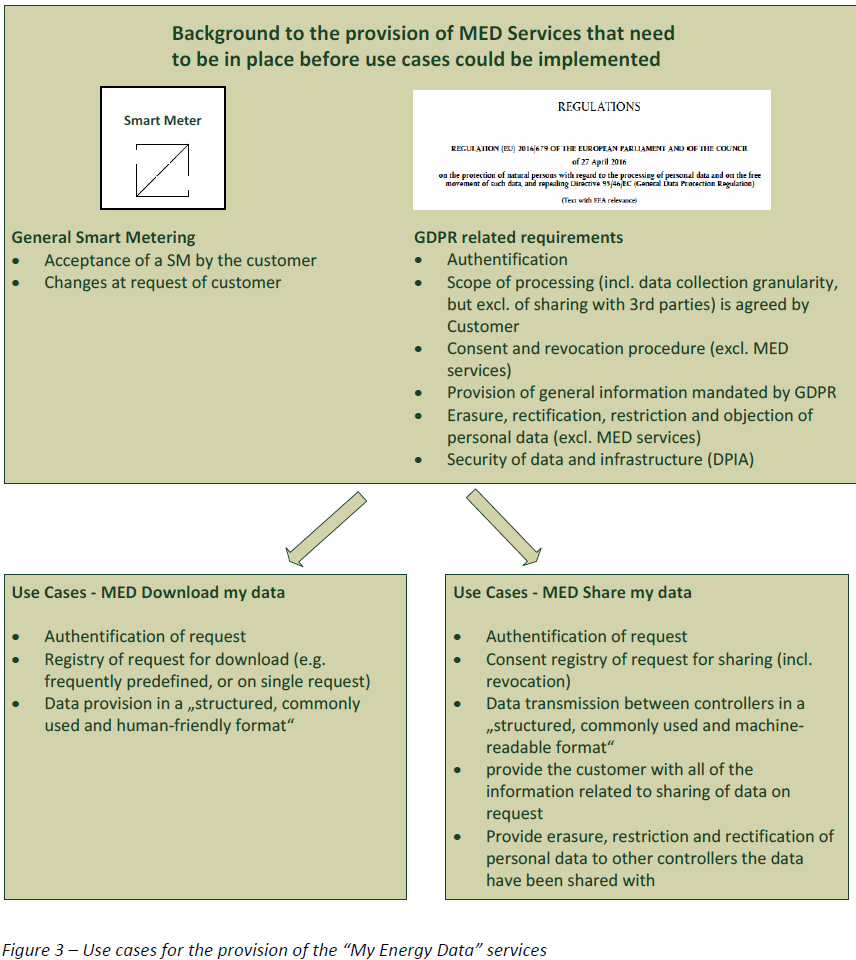 Background to the provision of MED Services that need
to be in place before use cases could be implemented
Smart Meter
REGULATIONS
REGULATION (EU) 2016/679 OF THE EUROPEAN PARLIAMENT AND OF THE COUNCIL
of 27 April 2016
on the protection of natural persons with regard to the processing of personal data and on the free
movement of such data, and repealing Directive 95/46/EC (General Data Protection Regulation)
(Text with EEA relevance)
General Smart Metering
• Acceptance of a SM by the customer
• Changes at request of customer
GDPR related requirements
• Authentification
• Scope of processing (incl. data collection granularity,
but excl. of sharing with 3rd parties) is agreed by
Customer
• Consent and revocation procedure (excl. MED
services)
• Provision of general information mandated by GDPR
• Erasure, rectification, restriction and objection of
personal data (excl. MED services)
• Security of data and infrastructure (DPIA)
Use Cases - MED Download my data
• Authentification of request
• Registry of request for download (e.g.
frequently predefined, or on single request)
• Data provision in a „structured, commonly
used and human-friendly format“
Use Cases - MED Share my data
• Authentification of request
• Consent registry of request for sharing (incl.
revocation)
• Data transmission between controllers in a
„structured, commonly used and machine-
readable format“
• provide the customer with all of the
information related to sharing of data on
request
• Provide erasure, restriction and rectification of
personal data to other controllers the data
have been shared with
Figure 3 – Use cases for the provision of the “My Energy Data” services